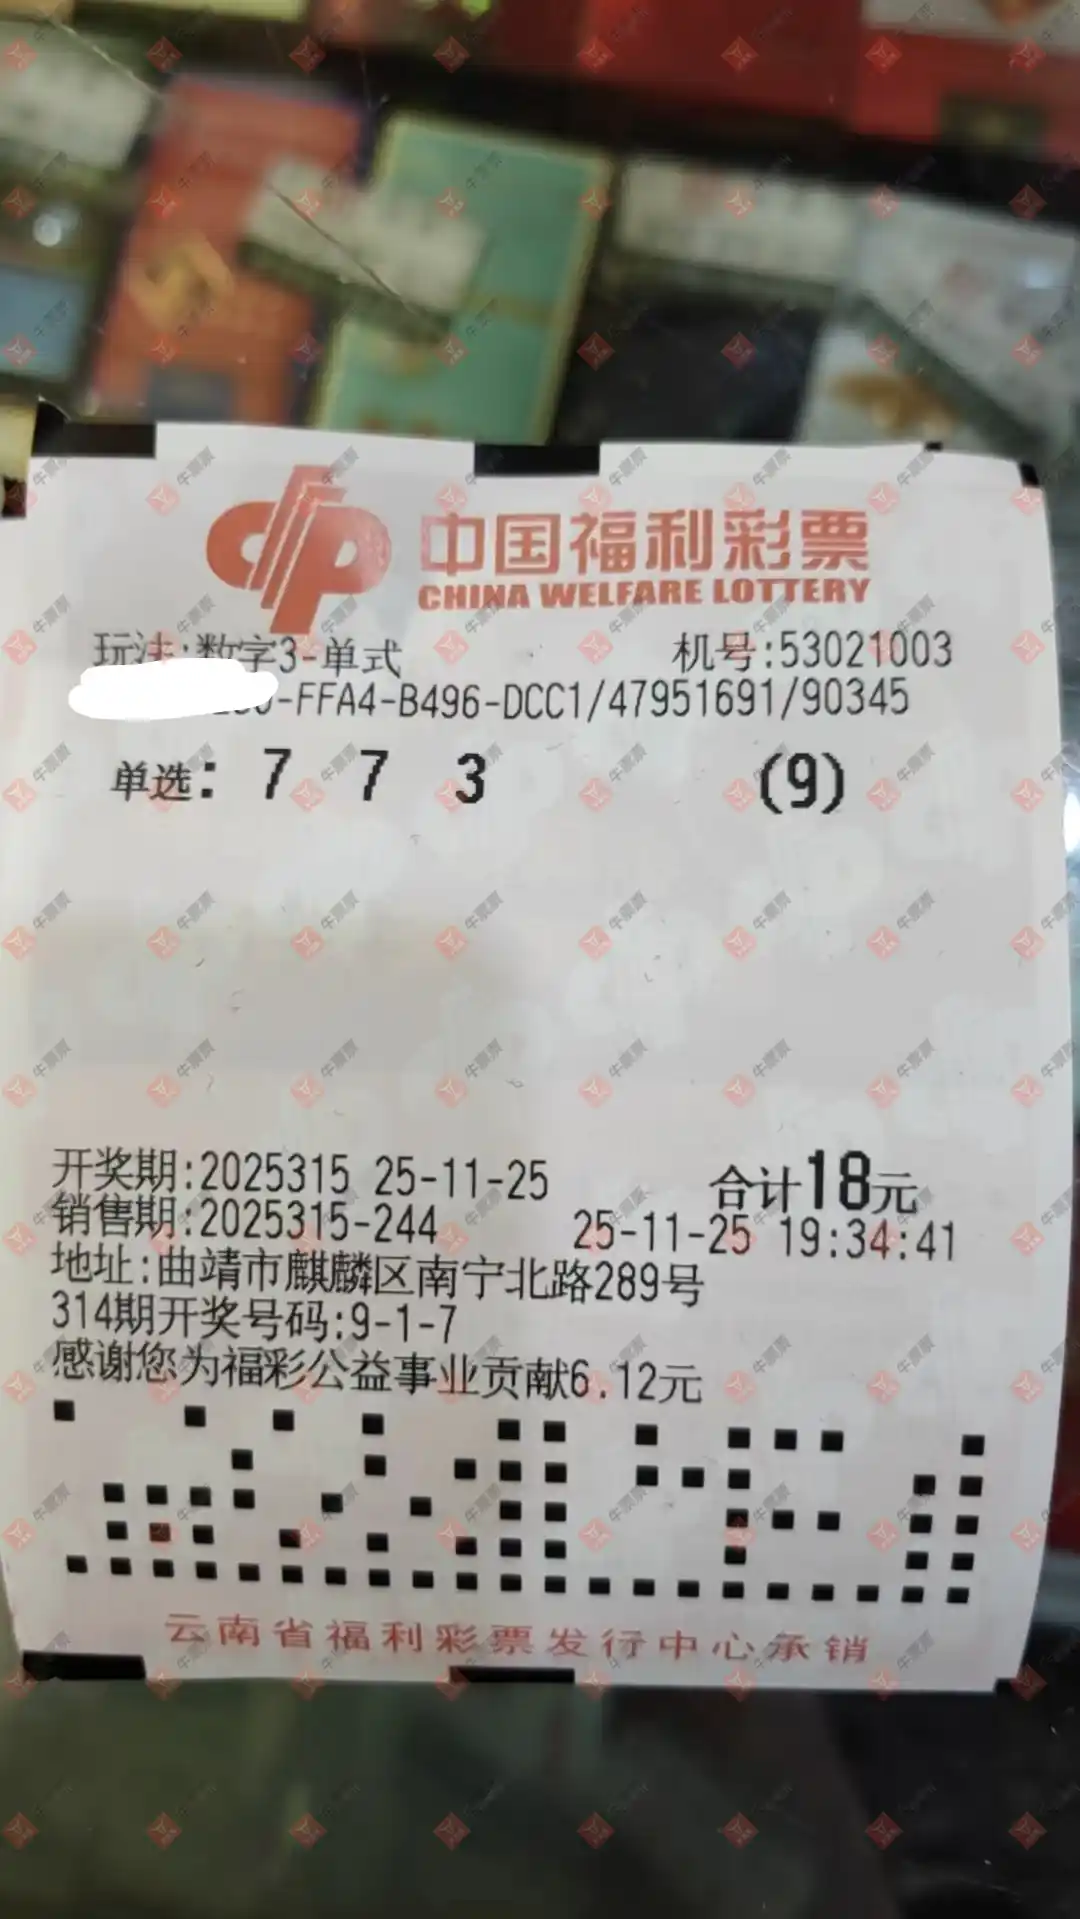 中国福利彩票
CHINA WELFARE LOTTERY
玩法:数字3-单式 机号:53021003
-FFA4-B496-DCC1/47951691/90345
单选: 7 7 3 (9)
开奖期:2025315 25-11-25 合计18元
销售期:2025315-244 25-11-25 19:34:41
地址:曲靖市麒麟区南宁北路289号
314期开奖号码:9-1-7
感谢您为福彩公益事业贡献6.12元
云南省福利彩票发行中心承销
牛票票